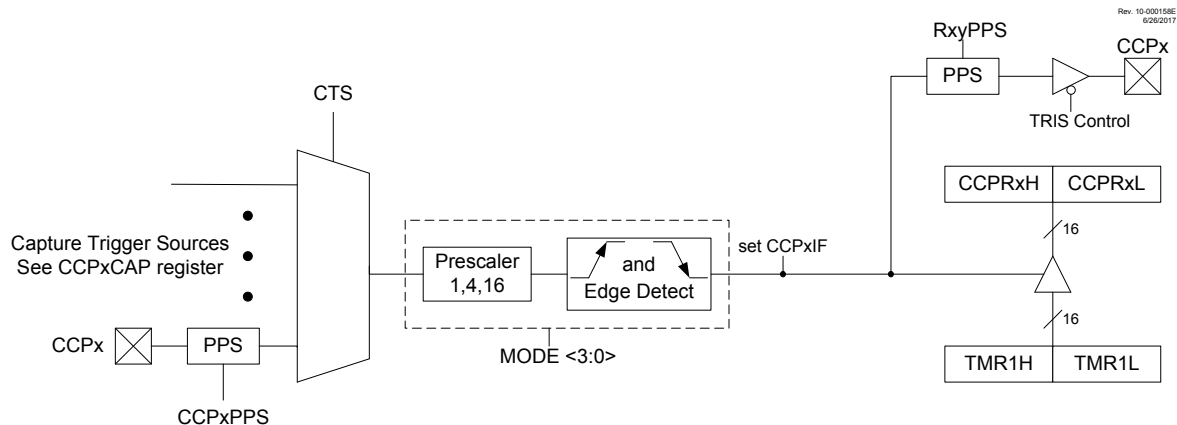 Rev. 10-000158E
6/26/2017
RxyPPS
CCPx
PPS
TRIS Control
CTS
CCPRxH
CCPRxL
16
Capture Trigger Sources
See CCPxCAP register
Prescaler
1,4,16
and
Edge Detect
set CCPxIF
16
CCPx
PPS
MODE <3:0>
TMR1H
TMR1L
CCPxPPS